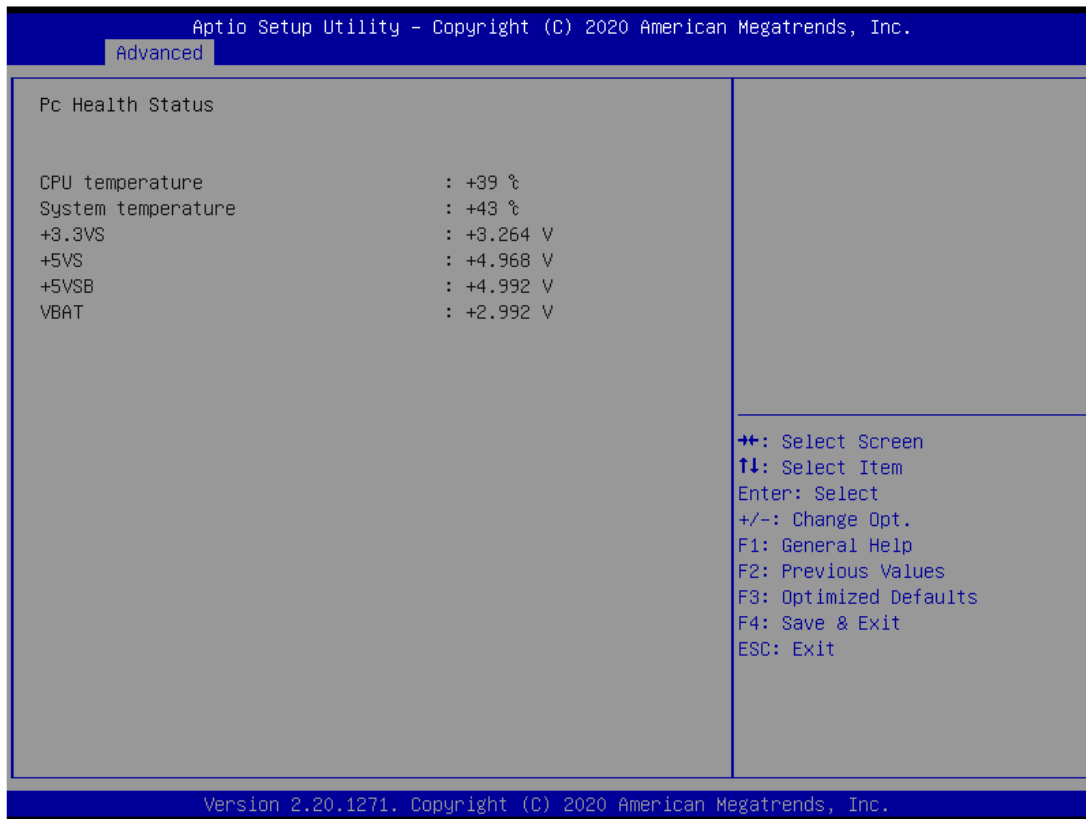 Aptio Setup Utility – Copyright (C) 2020 American Megatrends, Inc.
Advanced
Pc Health Status
CPU temperature : +39 ℃
System temperature : +43 ℃
+3.3VS : +3.264 V
+5VS : +4.968 V
+5VSB : +4.992 V
VBAT : +2.992 V
→←: Select Screen
↑↓: Select Item
Enter: Select
+/-: Change Opt.
F1: General Help
F2: Previous Values
F3: Optimized Defaults
F4: Save & Exit
ESC: Exit
Version 2.20.1271. Copyright (C) 2020 American Megatrends, Inc.